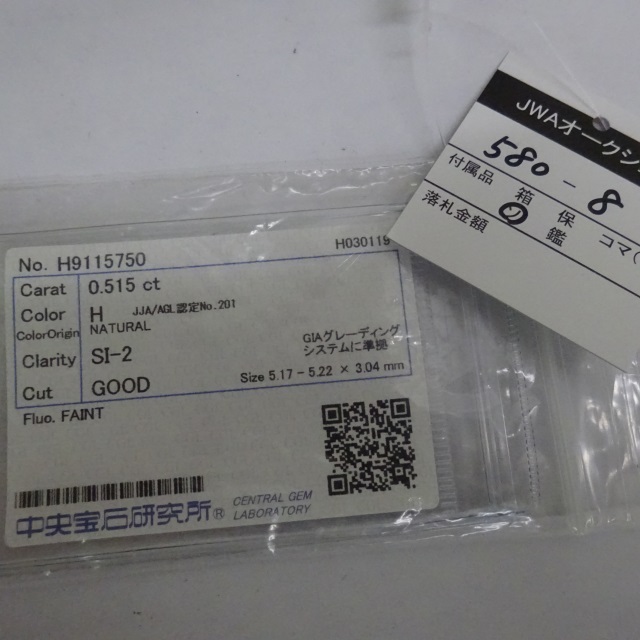 No. H9115750 H030119
Carat 0.515 ct
Color H JJA/AGL認定No.201
ColorOrigin NATURAL
Clarity SI-2 GIAグレーディング
システムに準拠
Cut GOOD Size 5.17 - 5.22 × 3.04 mm
Fluo. FAINT
中央宝石研究所® CENTRAL GEM
LABORATORY
JWAオークシ
580 - 8
付属品 箱 保 コマ(
落札金額 鑑